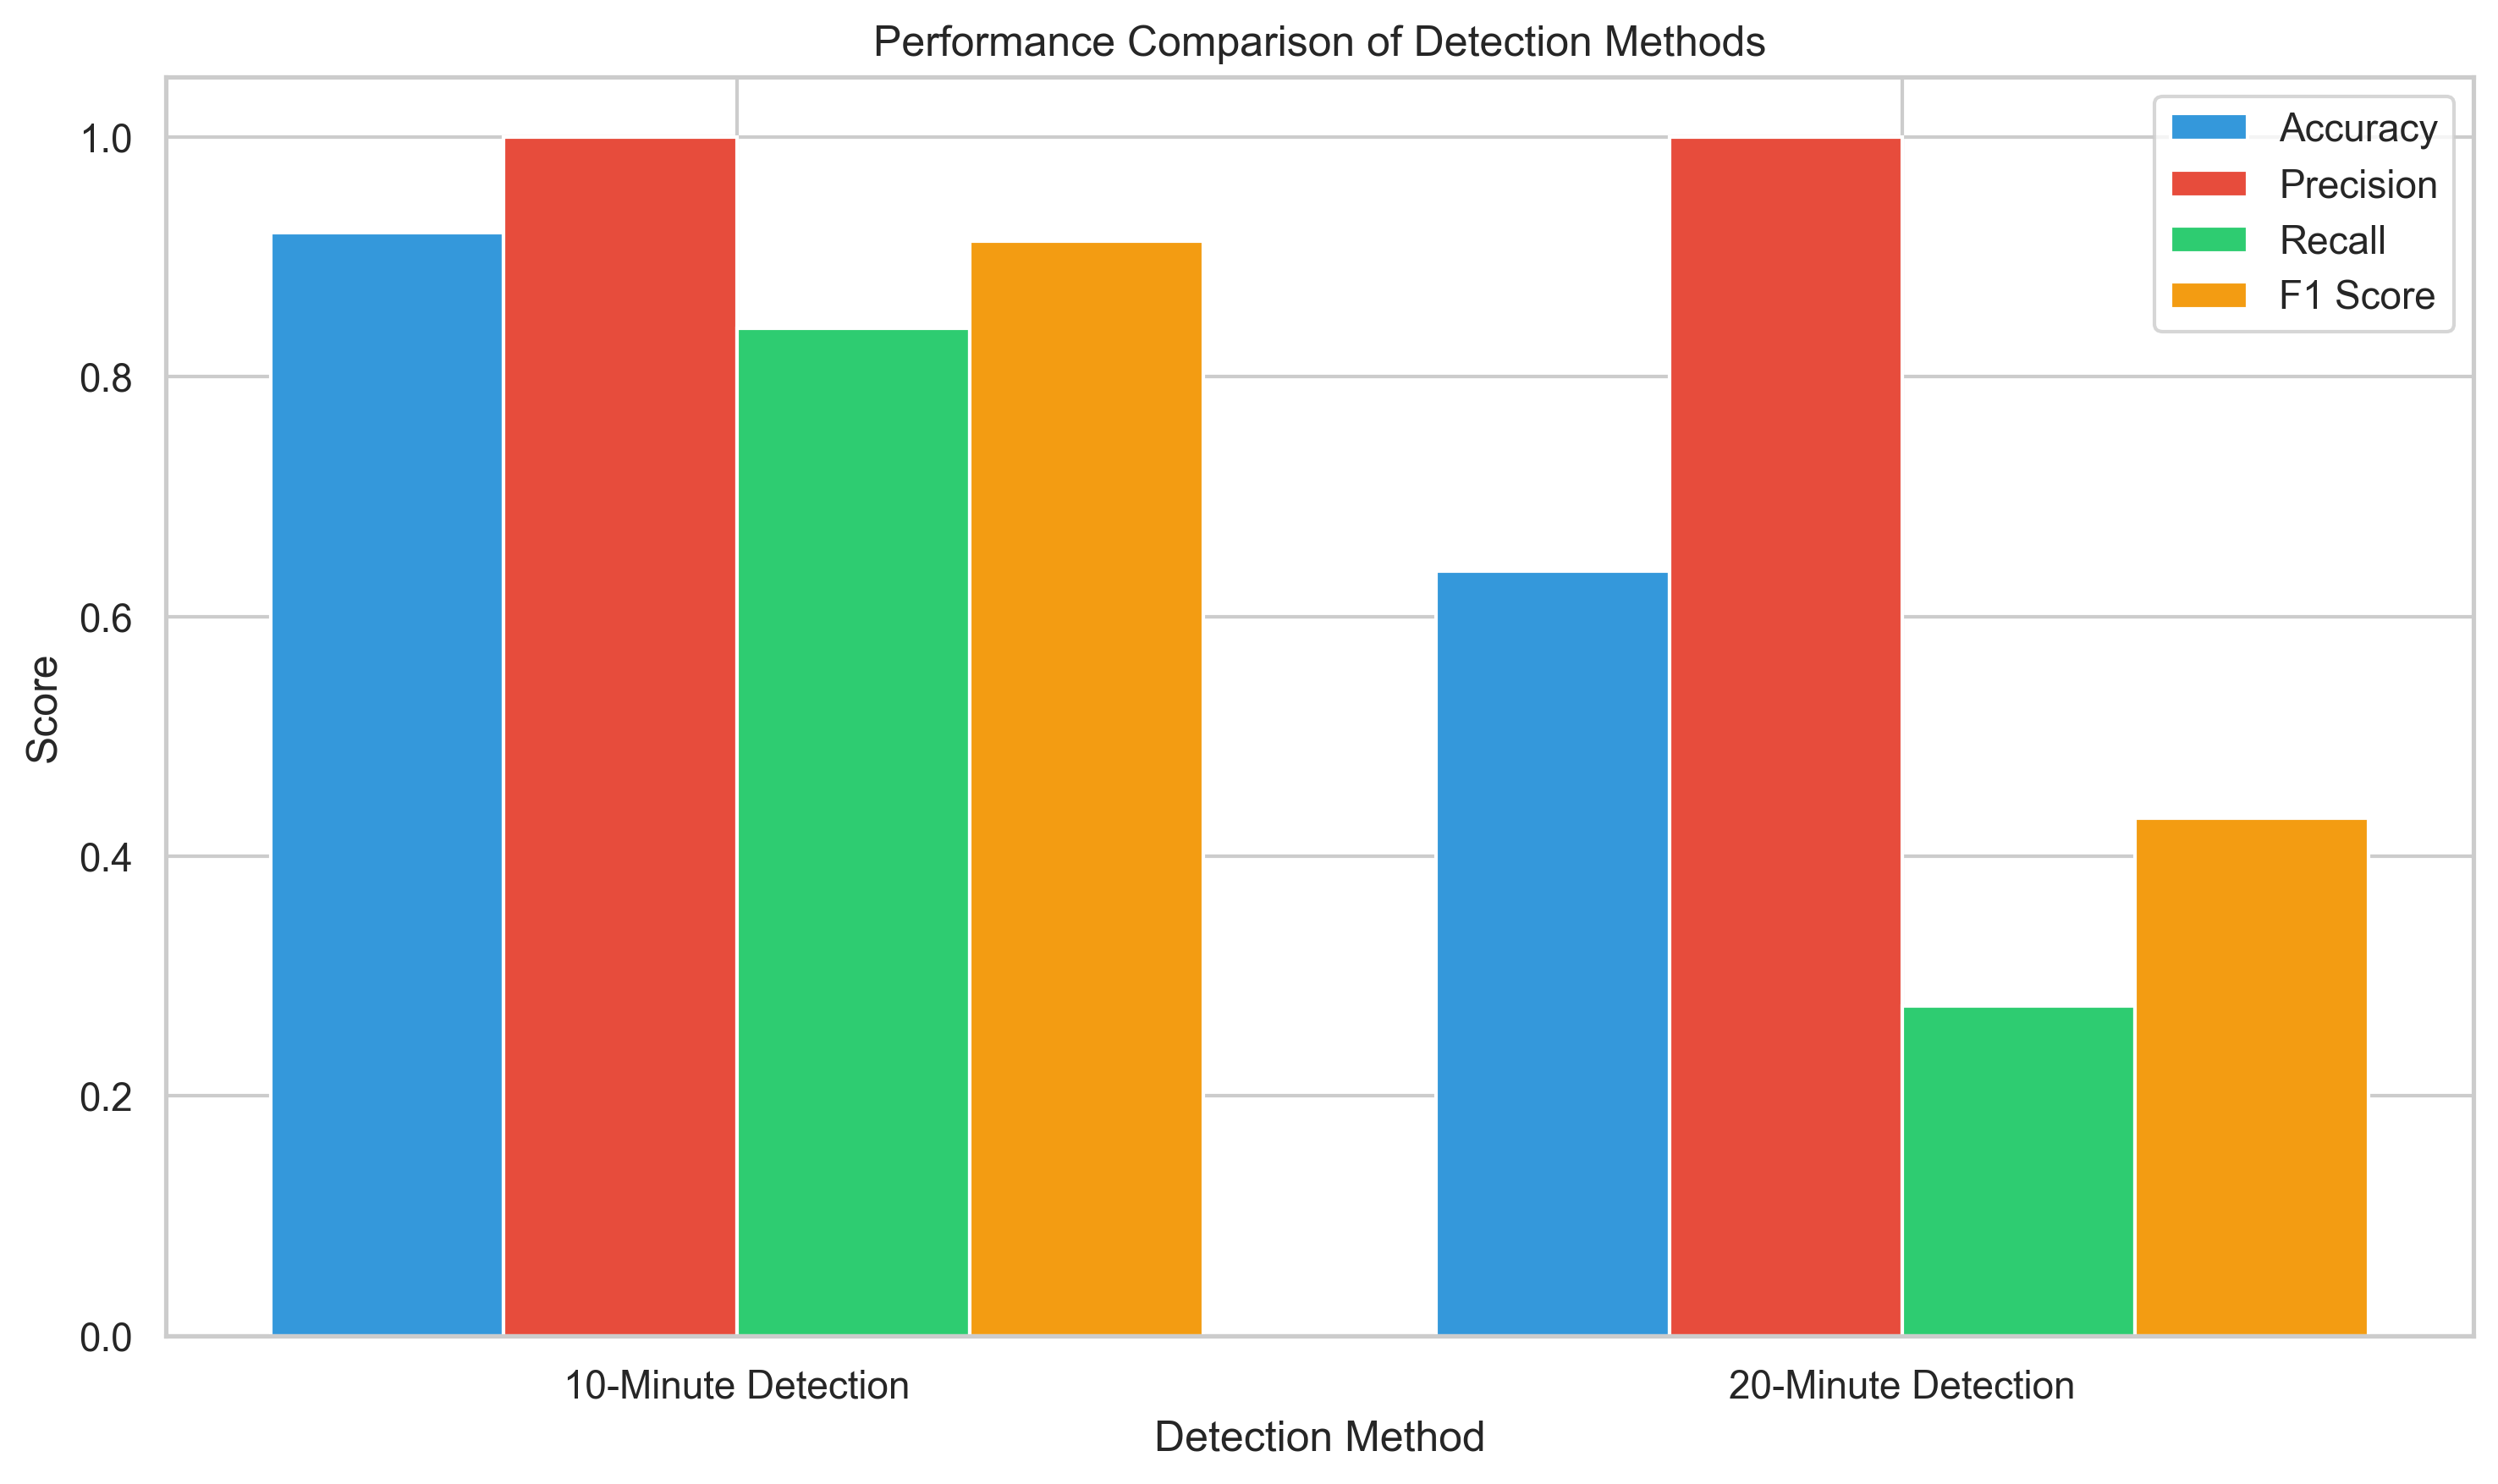 Performance Comparison of Detection Methods
Accuracy
Precision
Recall
F1 Score
1.0
0.8
0.6
0.4
0.2
0.0
Score
10-Minute Detection
20-Minute Detection
Detection Method